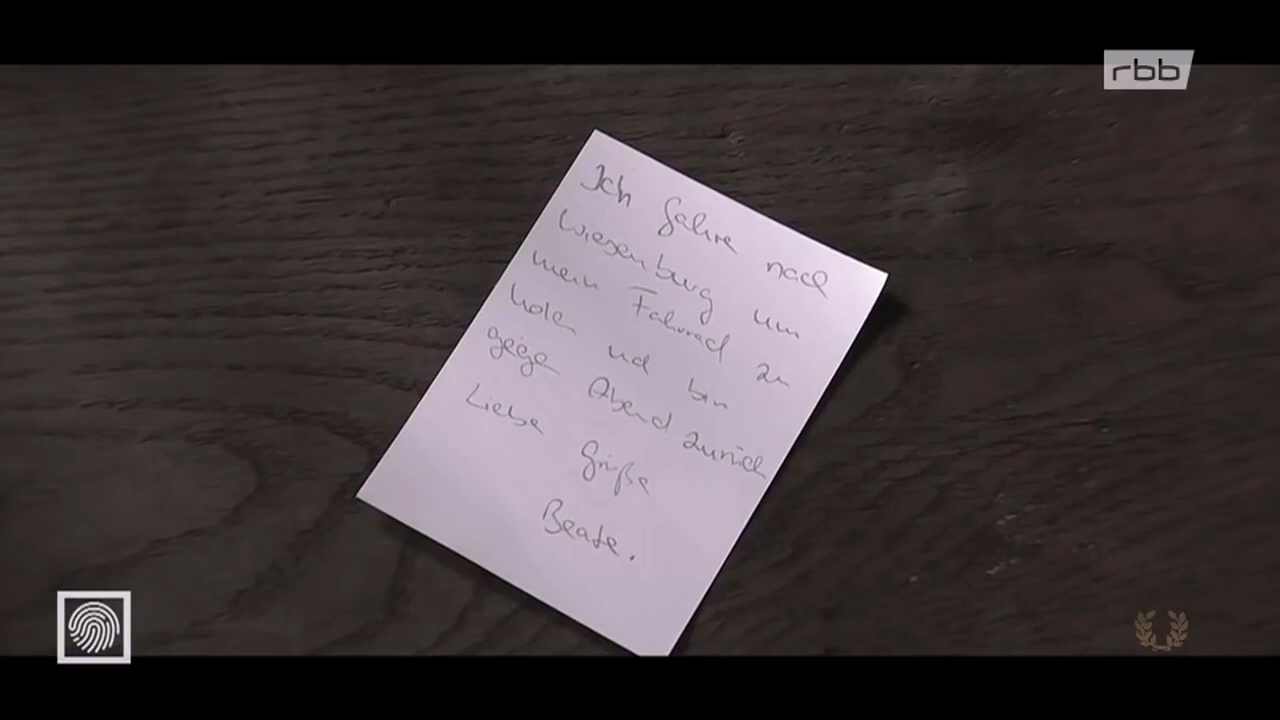 rbb
Ich fahre nach
Wiesenburg um
mein Fahrrad zu
holen und bin
gegen Abend zurück
Liebe Grüße
Beate.